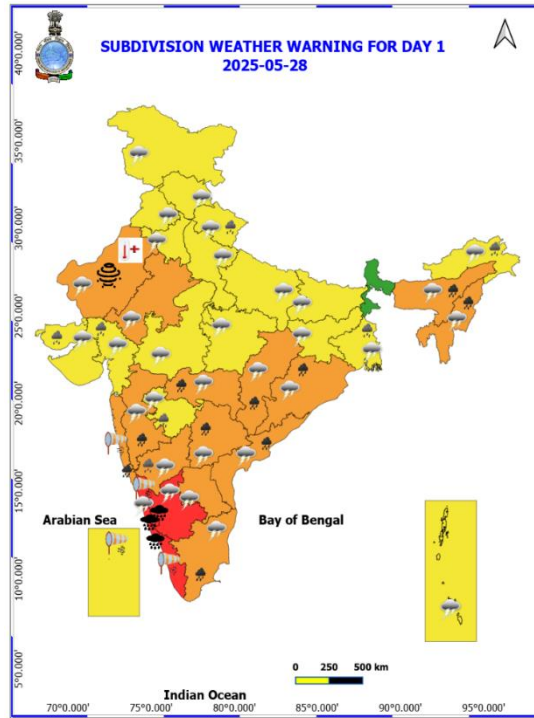 SUBDIVISION WEATHER WARNING FOR DAY 1
2025-05-28
40°0.000'
35°0.000'
30°0.000'
25°0.000'
20°0.000'
15°0.000'
10°0.000'
5°0.000'
Arabian Sea
Bay of Bengal
0 250 500 km
Indian Ocean
70°0.000' 75°0.000' 80°0.000' 85°0.000' 90°0.000' 95°0.000'